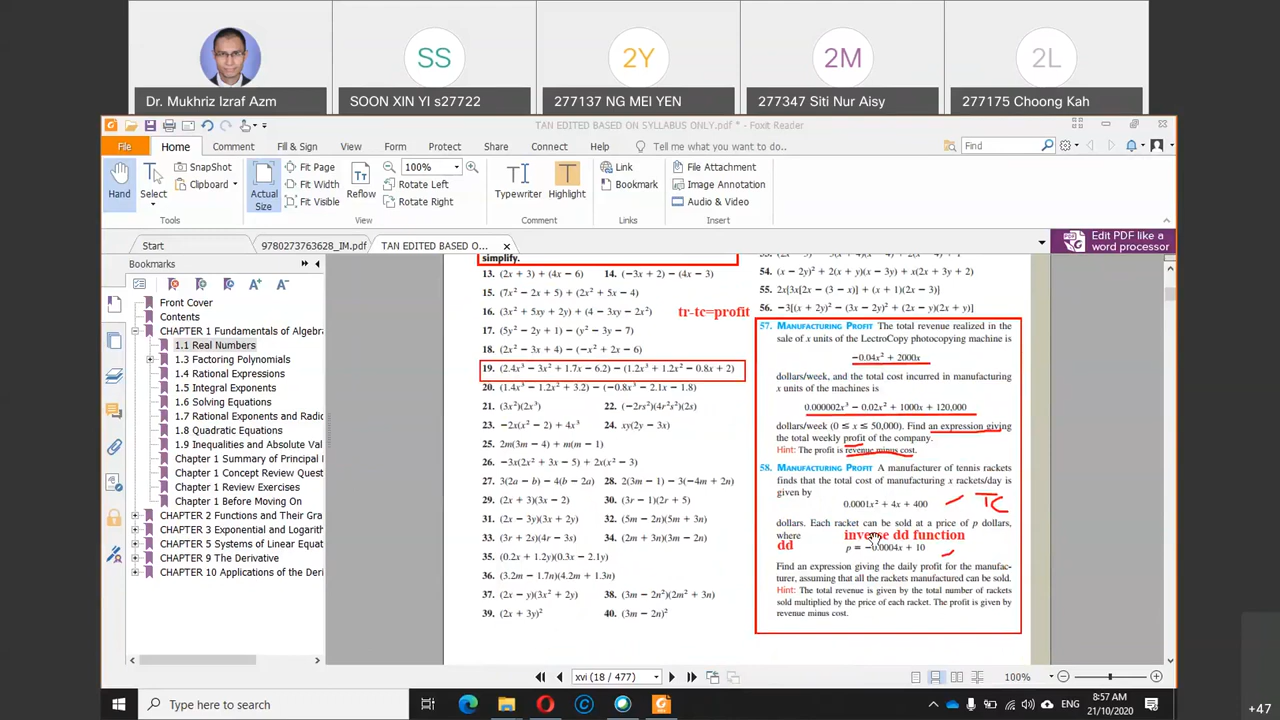 SS
2Y
2M
2L
Dr. Mukhriz Izraf Azm
SOON XIN YI s27722
277137 NG MEI YEN
277347 Siti Nur Aisy
277175 Choong Kah
TAN EDITED BASED ON SYLLABUS ONLY.pdf * - Foxit Reader
File Home Comment Fill & Sign View Form Protect Share Connect Help Tell me what you want to do... Find
Hand
Select
SnapShot
Clipboard
Tools
Actual Size
Fit Page
Fit Width
Fit Visible
Reflow
100%
Rotate Left
Rotate Right
View
Typewriter
Highlight
Comment
Link
Bookmark
Links
File Attachment
Image Annotation
Audio & Video
Insert
Start
9780273763628_IM.pdf
TAN EDITED BASED O...
Edit PDF like a
word processor
Bookmarks
Front Cover
Contents
CHAPTER 1 Fundamentals of Algebra
1.1 Real Numbers
1.3 Factoring Polynomials
1.4 Rational Expressions
1.5 Integral Exponents
1.6 Solving Equations
1.7 Rational Exponents and Radi
1.8 Quadratic Equations
1.9 Inequalities and Absolute Val
Chapter 1 Summary of Principal
Chapter 1 Concept Review Quest
Chapter 1 Review Exercises
Chapter 1 Before Moving On
CHAPTER 2 Functions and Their Gra
CHAPTER 3 Exponential and Logarith
CHAPTER 5 Systems of Linear Equati
CHAPTER 9 The Derivative
CHAPTER 10 Applications of the Deri
simplify.
13. (2x + 3) + (4x − 6) 14. (−3x + 2) − (4x − 3)
15. (7x² − 2x + 5) + (2x² + 5x − 4)
16. (3x² + 5xy + 2y) + (4 − 3xy − 2x²)
17. (5y² − 2y + 1) − (y² − 3y − 7)
18. (2x² − 3x + 4) − (−x² + 2x − 6)
19. (2.4x³ − 3x² + 1.7x − 6.2) − (1.2x³ + 1.2x² − 0.8x + 2)
20. (1.4x³ − 1.2x² + 3.2) − (−0.8x³ − 2.1x − 1.8)
21. (3x²)(2x³) 22. (−2rs²)(4r²s²)(2s)
23. −2x(x² − 2) + 4x³ 24. xy(2y − 3x)
25. 2m(3m − 4) + m(m − 1)
26. −3x(2x² + 3x − 5) + 2x(x² − 3)
27. 3(2a − b) − 4(b − 2a) 28. 2(3m − 1) − 3(−4m + 2n)
29. (2x + 3)(3x − 2) 30. (3r − 1)(2r + 5)
31. (2x − 3y)(3x + 2y) 32. (5m − 2n)(5m + 3n)
33. (3r + 2s)(4r − 3s) 34. (2m + 3n)(3m − 2n)
35. (0.2x + 1.2y)(0.3x − 2.1y)
36. (3.2m − 1.7n)(4.2m + 1.3n)
37. (2x − y)(3x² + 2y) 38. (3m − 2n²)(2m² + 3n)
39. (2x + 3y)² 40. (3m − 2n)²
tr-tc=profit
54. (x − 2y)² + 2(x + y)(x − 3y) + x(2x + 3y + 2)
55. 2x{3x[2x − (3 − x)] + (x + 1)(2x − 3)}
56. −3[(x + 2y)² − (3x − 2y)² + (2x − y)(2x + y)]
57. MANUFACTURING PROFIT The total revenue realized in the
sale of x units of the LectroCopy photocopying machine is
−0.04x² + 2000x
dollars/week, and the total cost incurred in manufacturing
x units of the machines is
0.000002x³ − 0.02x² + 1000x + 120,000
dollars/week (0 ≤ x ≤ 50,000). Find an expression giving
the total weekly profit of the company.
Hint: The profit is revenue minus cost.
58. MANUFACTURING PROFIT A manufacturer of tennis rackets
finds that the total cost of manufacturing x rackets/day is
given by
0.0001x² + 4x + 400
TC
dollars. Each racket can be sold at a price of p dollars,
where
inverse dd function
dd
p = −0.0004x + 10
Find an expression giving the daily profit for the manufac-
turer, assuming that all the rackets manufactured can be sold.
Hint: The total revenue is given by the total number of rackets
sold multiplied by the price of each racket. The profit is given by
revenue minus cost.
xvi (18 / 477)
100%
Type here to search
ENG
8:57 AM
21/10/2020
+47